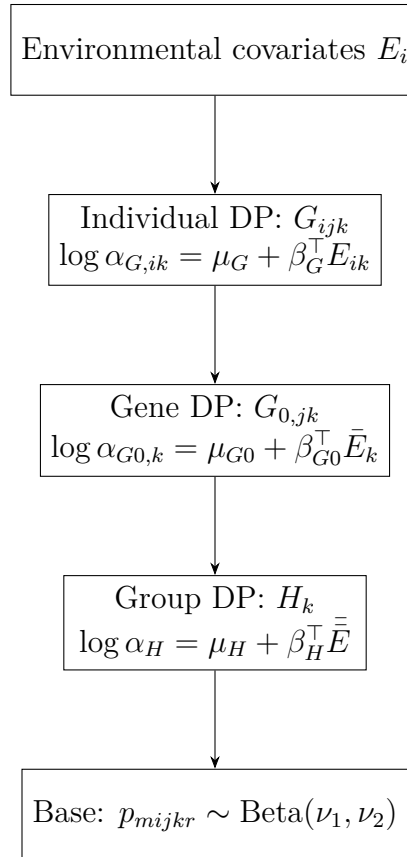 Environmental covariates $E_i$
Individual DP: $G_{ijk}$
$\log \alpha_{G,ik} = \mu_G + \beta_G^\top E_{ik}$
Gene DP: $G_{0,jk}$
$\log \alpha_{G0,k} = \mu_{G0} + \beta_{G0}^\top \bar{E}_k$
Group DP: $H_k$
$\log \alpha_H = \mu_H + \beta_H^\top \bar{\bar{E}}$
Base: $p_{mijkr} \sim \text{Beta}(\nu_1, \nu_2)$